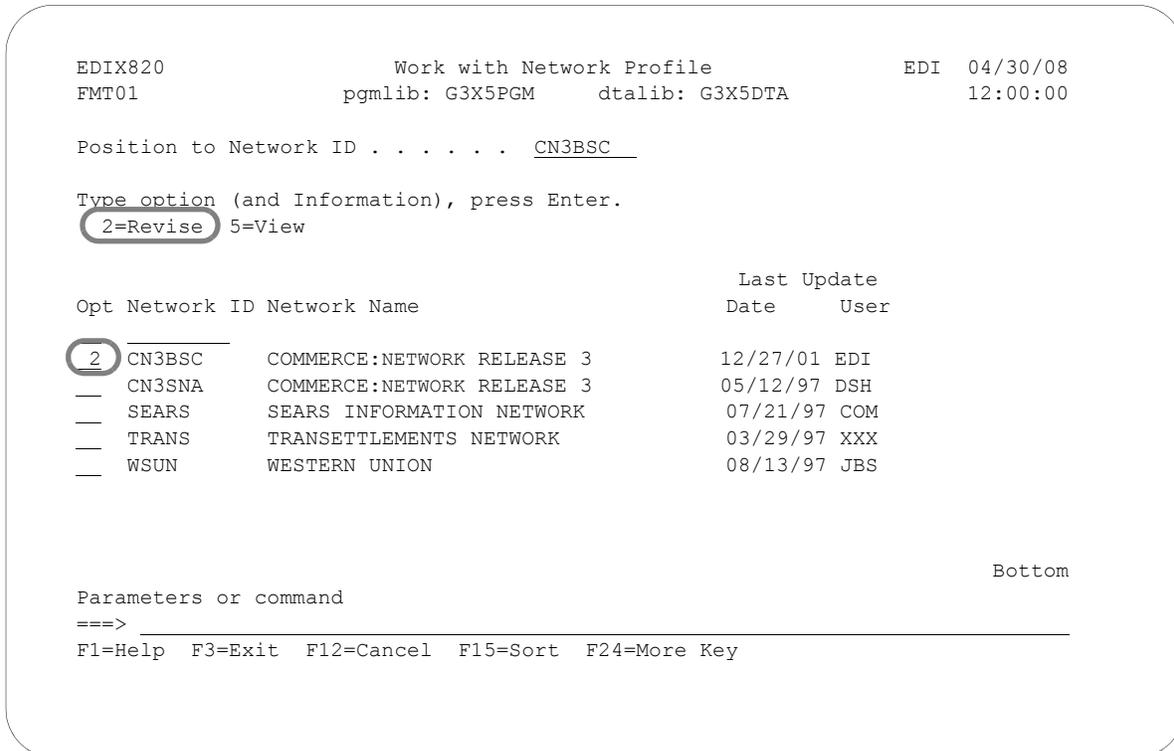 EDIX820 Work with Network Profile EDI 04/30/08
FMT01 pgmlib: G3X5PGM dtalib: G3X5DTA 12:00:00
Position to Network ID . . . . . . CN3BSC
Type option (and Information), press Enter.
2=Revise 5=View
Last Update
Opt Network ID Network Name Date User
2 CN3BSC COMMERCE:NETWORK RELEASE 3 12/27/01 EDI
CN3SNA COMMERCE:NETWORK RELEASE 3 05/12/97 DSH
SEARS SEARS INFORMATION NETWORK 07/21/97 COM
TRANS TRANSETTLEMENTS NETWORK 03/29/97 XXX
WSUN WESTERN UNION 08/13/97 JBS
Bottom
Parameters or command
===>
F1=Help F3=Exit F12=Cancel F15=Sort F24=More Key